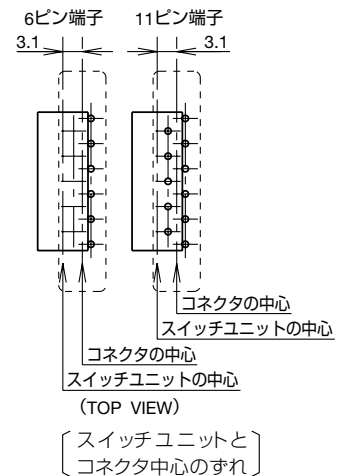 6ピン端子
11ピン端子
3.1
3.1
コネクタの中心
スイッチユニットの中心
コネクタの中心
スイッチユニットの中心
(TOP VIEW)
スイッチユニットと
コネクタ中心のずれ